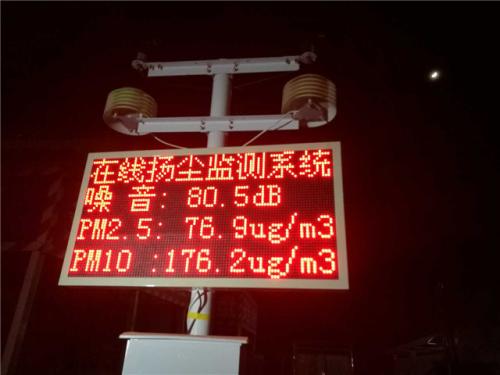 在线扬尘监测系统
噪 音: 80.5dB
PM2.5: 76.9ug/m3
PM10 :176.2ug/m3